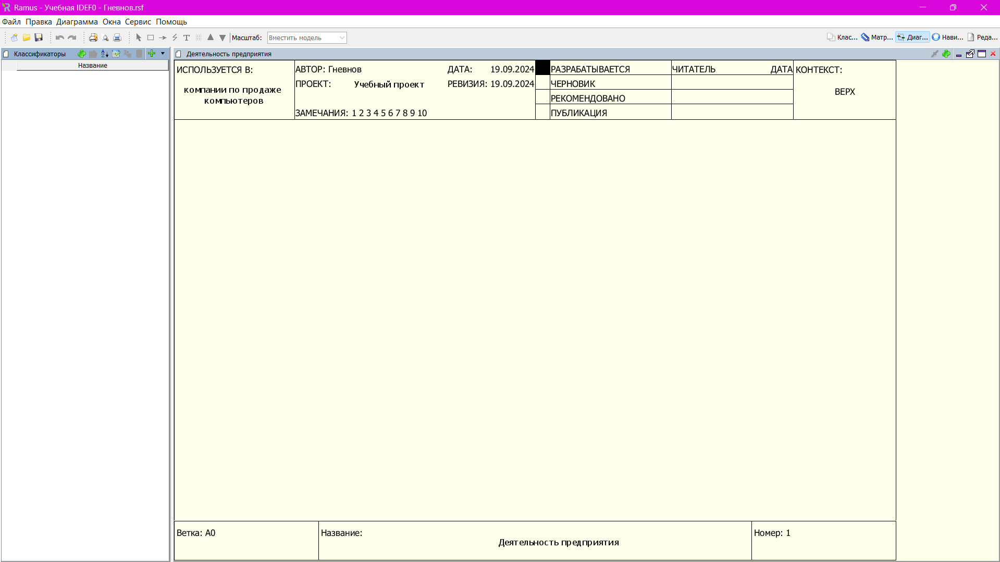 Ramus - Учебная IDEF0 - Гневнов.rsf
Файл Правка Диаграмма Окна Сервис Помощь
Масштаб: Вместить модель Клас... Матр... Диаг... Нави... Реда...
Классификаторы
Название
Деятельность предприятия
ИСПОЛЬЗУЕТСЯ В:
компании по продаже
компьютеров
АВТОР: Гневнов ДАТА: 19.09.2024
ПРОЕКТ: Учебный проект РЕВИЗИЯ: 19.09.2024
ЗАМЕЧАНИЯ: 1 2 3 4 5 6 7 8 9 10
РАЗРАБАТЫВАЕТСЯ
ЧЕРНОВИК
РЕКОМЕНДОВАНО
ПУБЛИКАЦИЯ
ЧИТАТЕЛЬ ДАТА
КОНТЕКСТ:
ВЕРХ
Ветка: A0
Название:
Деятельность предприятия
Номер: 1